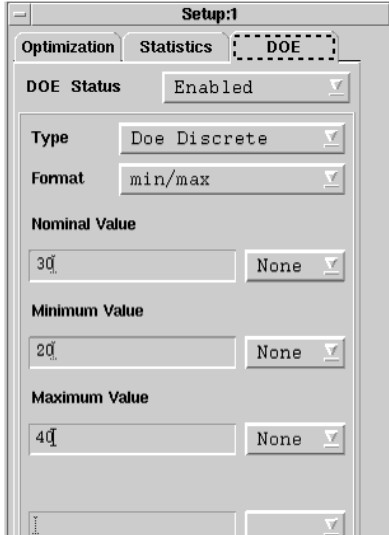 Setup:1
Optimization Statistics DOE
DOE Status Enabled
Type Doe Discrete
Format min/max
Nominal Value
30 None
Minimum Value
20 None
Maximum Value
40 None